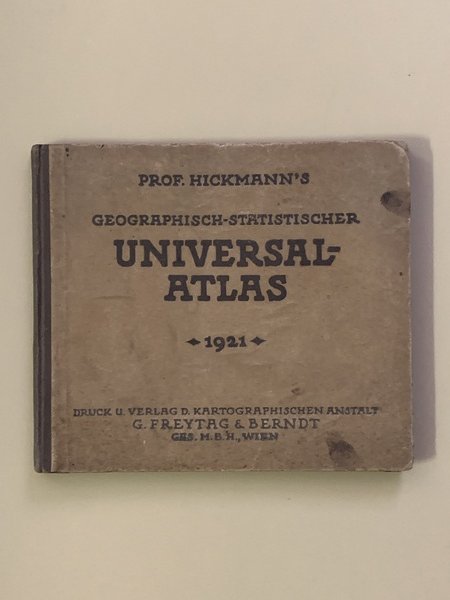 PROF. HICKMANN'S
GEOGRAPHISCH-STATISTISCHER
UNIVERSAL-
ATLAS
1921
DRUCK U. VERLAG D. KARTOGRAPHISCHEN ANSTALT
G. FREYTAG & BERNDT
GES. M. B. H., WIEN